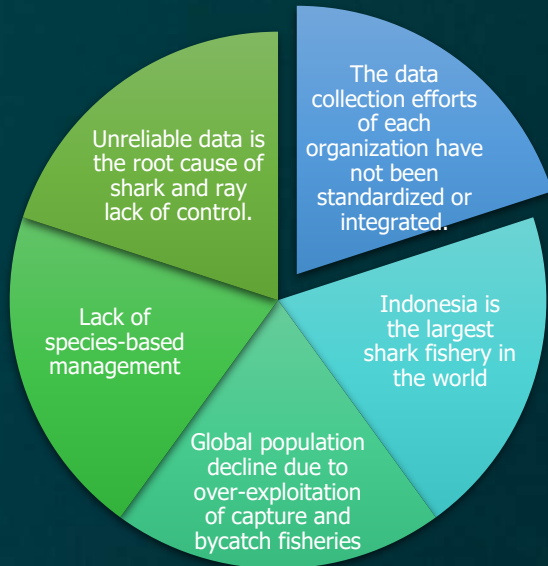 The data
collection efforts
of each
organization have
not been
standardized or
integrated.
Indonesia is
the largest
shark fishery in
the world
Global population
decline due to
over-exploitation
of capture and
bycatch fisheries
Lack of
species-based
management
Unreliable data is
the root cause of
shark and ray
lack of control.